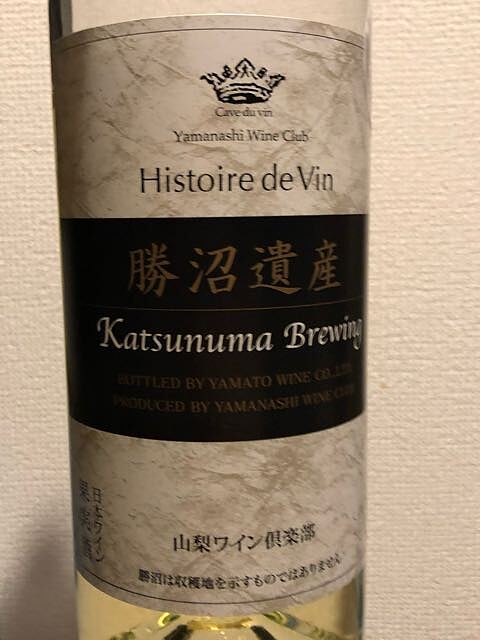 Cave du vin
Yamanashi Wine Club
Histoire de Vin
勝沼遺産
Katsunuma Brewing
BOTTLED BY YAMATO WINE CO.,LTD.
PRODUCED BY YAMANASHI WINE CLUB
日本ワイン
果実酒
山梨ワイン倶楽部
勝沼は収穫地を示すものではありません